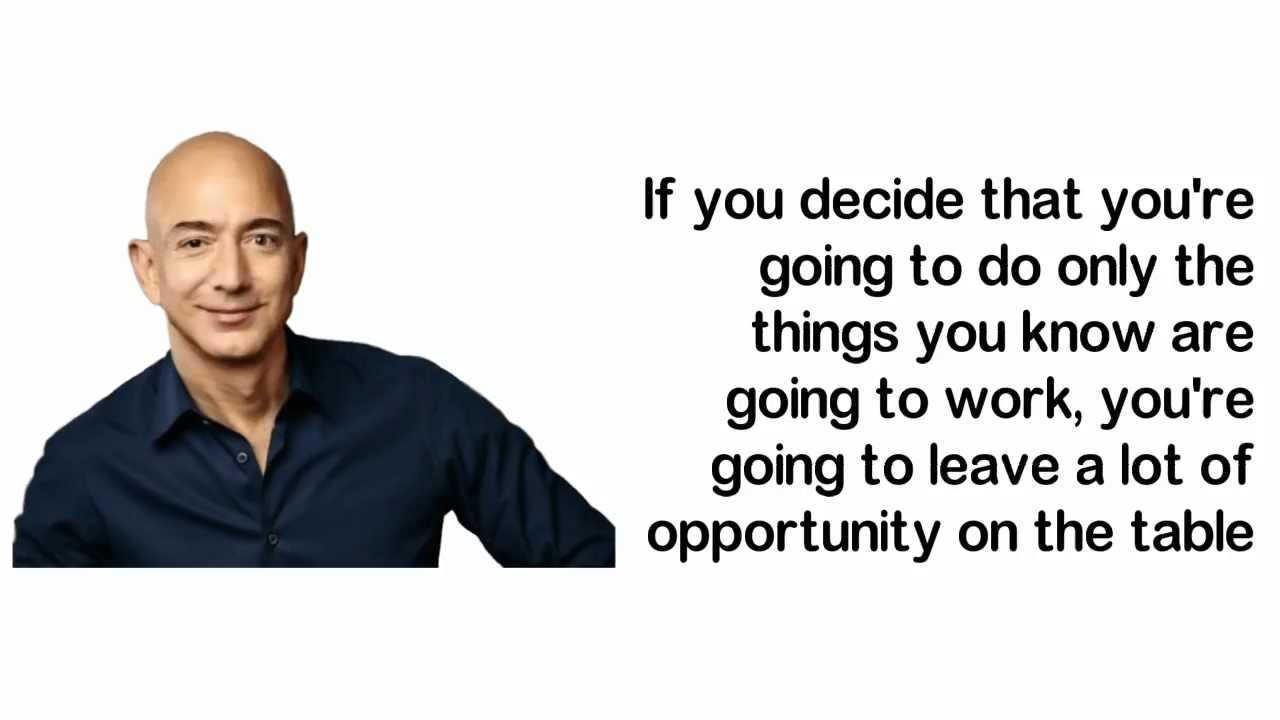 If you decide that you're
going to do only the
things you know are
going to work, you're
going to leave a lot of
opportunity on the table